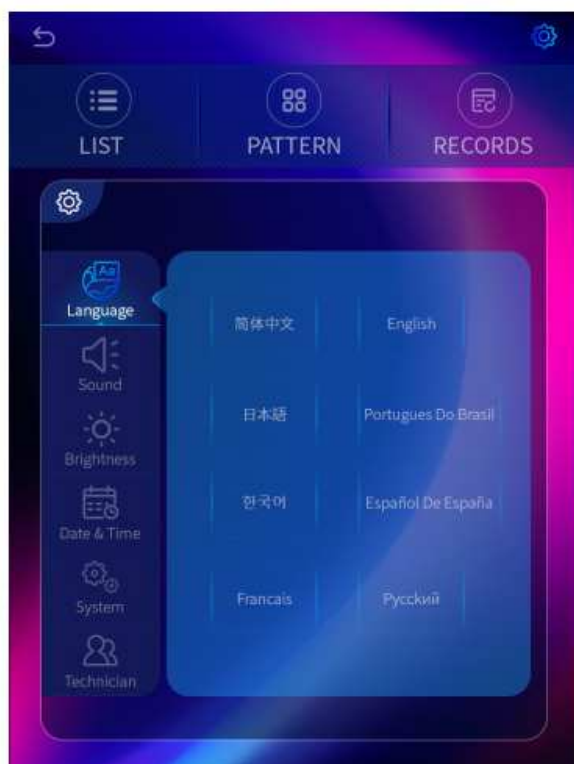 LIST
PATTERN
RECORDS
Aa
Language
Sound
Brightness
Date & Time
System
Technician
简体中文
English
日本語
Portugues Do Brasil
한국어
Español De España
Francais
Русский